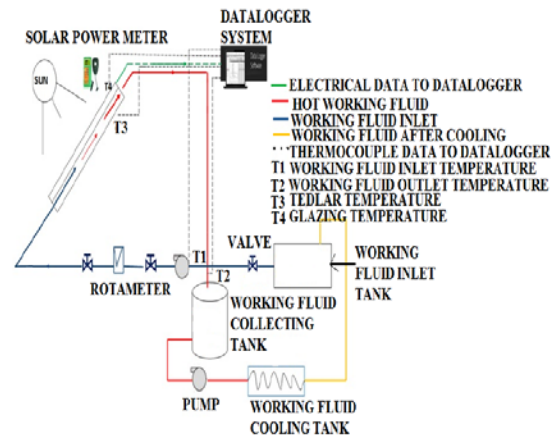 SOLAR POWER METER
DATALOGGER
SYSTEM
SUN
T4
T3
ELECTRICAL DATA TO DATALOGGER
HOT WORKING FLUID
WORKING FLUID INLET
WORKING FLUID AFTER COOLING
THERMOCOUPLE DATA TO DATALOGGER
T1 WORKING FLUID INLET TEMPERATURE
T2 WORKING FLUID OUTLET TEMPERATURE
T3 TEDLAR TEMPERATURE
T4 GLAZING TEMPERATURE
T1
VALVE
T2
ROTAMETER
WORKING
FLUID INLET
TANK
WORKING FLUID
COLLECTING
TANK
PUMP
WORKING FLUID
COOLING TANK